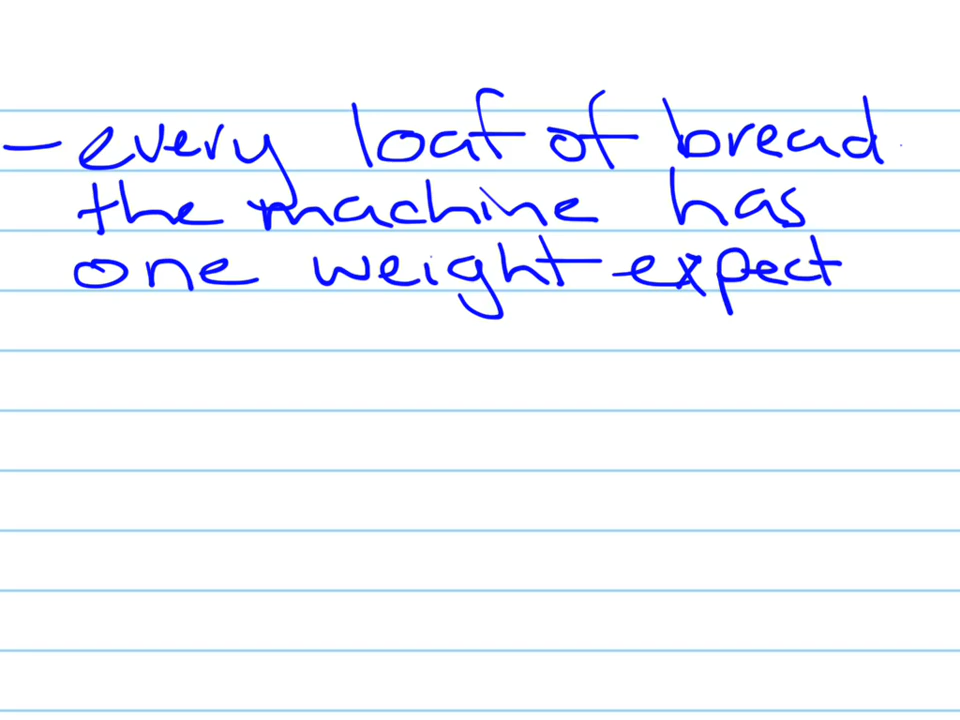 - every loaf of bread
the machine has
one weight expect